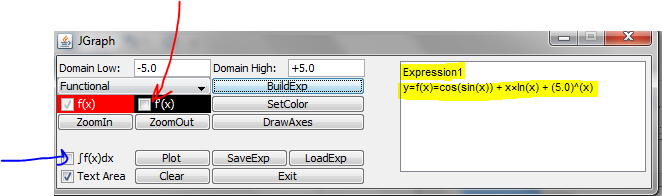 JGraph
Domain Low: -5.0 Domain High: +5.0
Functional BuildExp
f(x) f'(x) SetColor
ZoomIn ZoomOut DrawAxes
∫f(x)dx Plot SaveExp LoadExp
Text Area Clear Exit
Expression1
y=f(x)=cos(sin(x)) + x×ln(x) + (5.0)^(x)